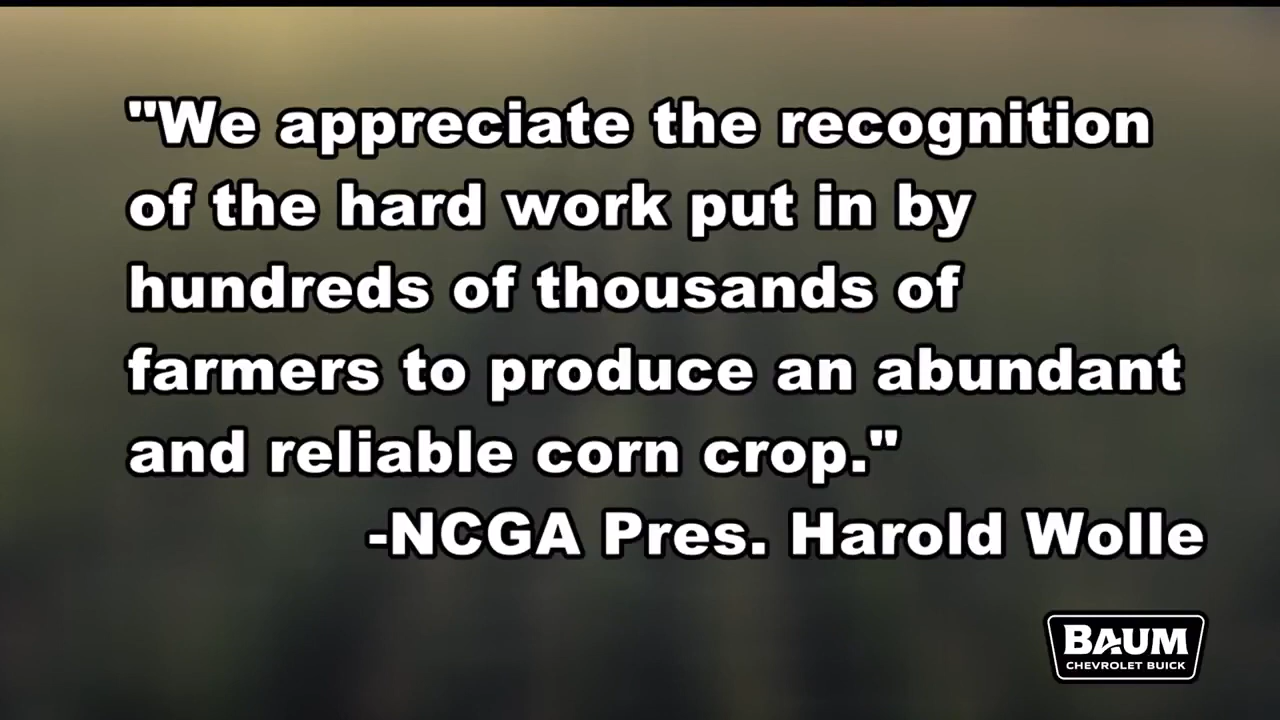 "We appreciate the recognition
of the hard work put in by
hundreds of thousands of
farmers to produce an abundant
and reliable corn crop."
-NCGA Pres. Harold Wolle
BAUM
CHEVROLET BUICK